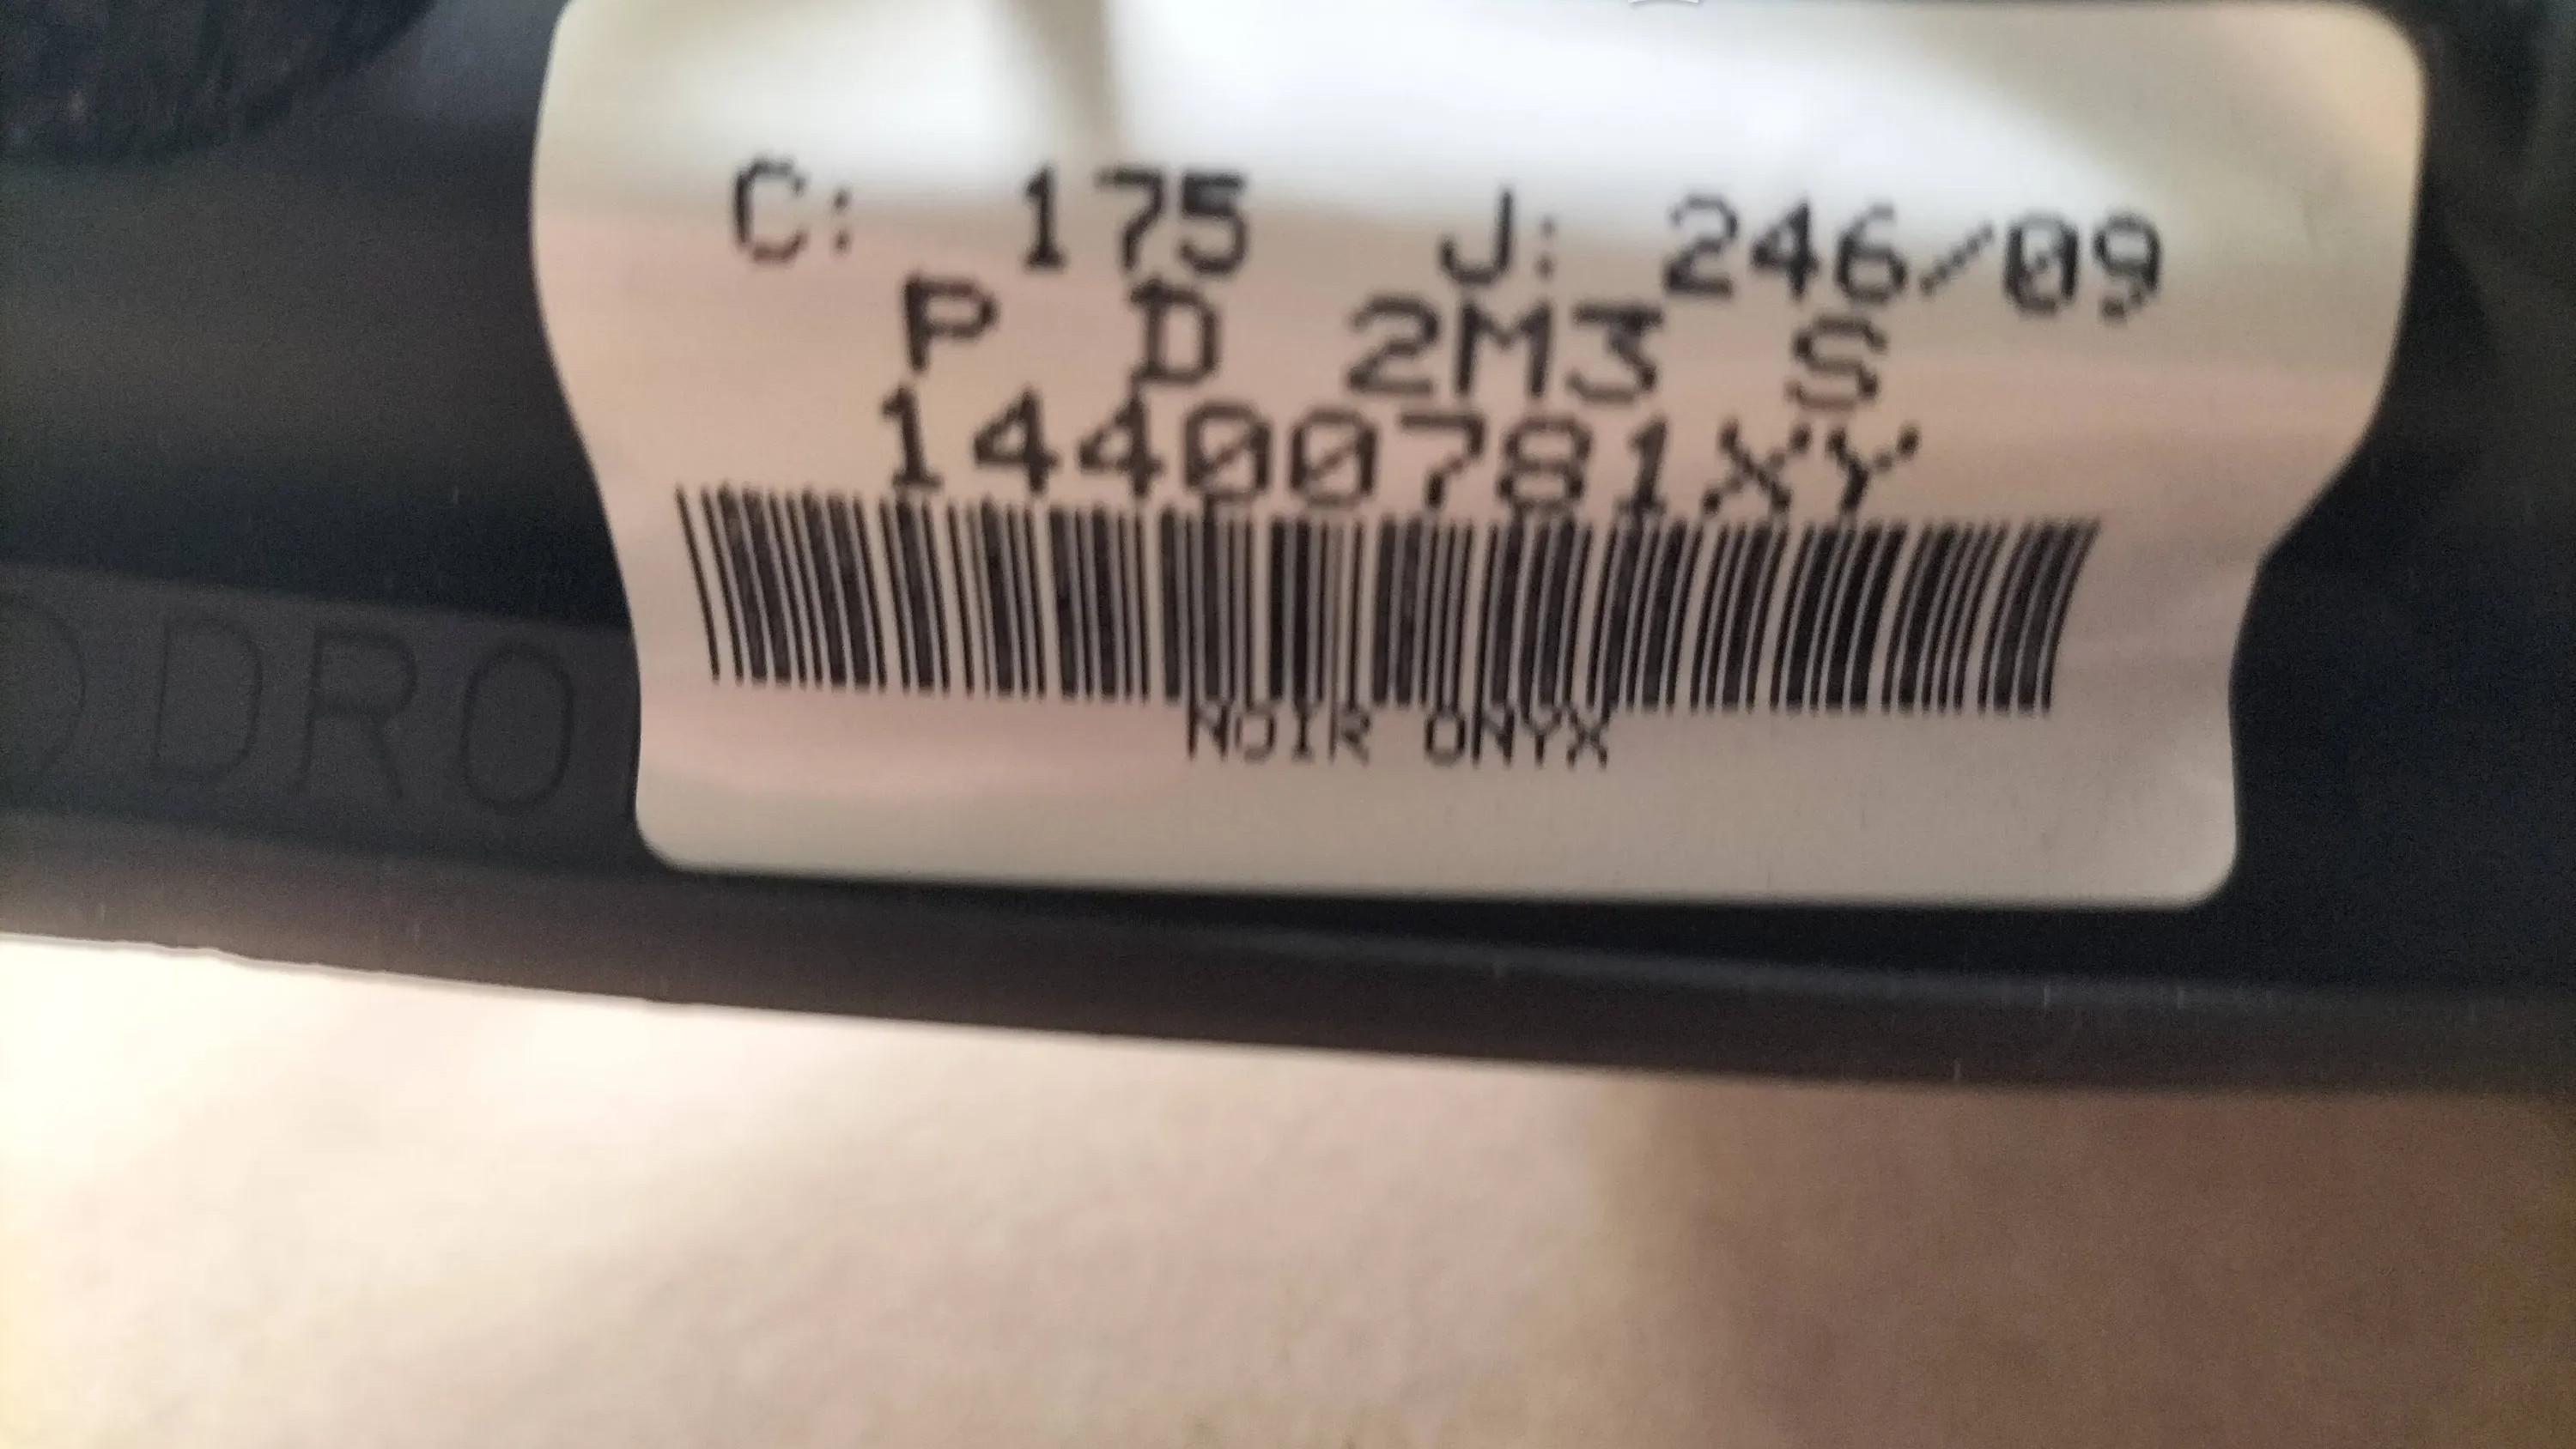 C: 175 J: 246/09
P D 2M3 S
14400781XY
NOIR ONYX